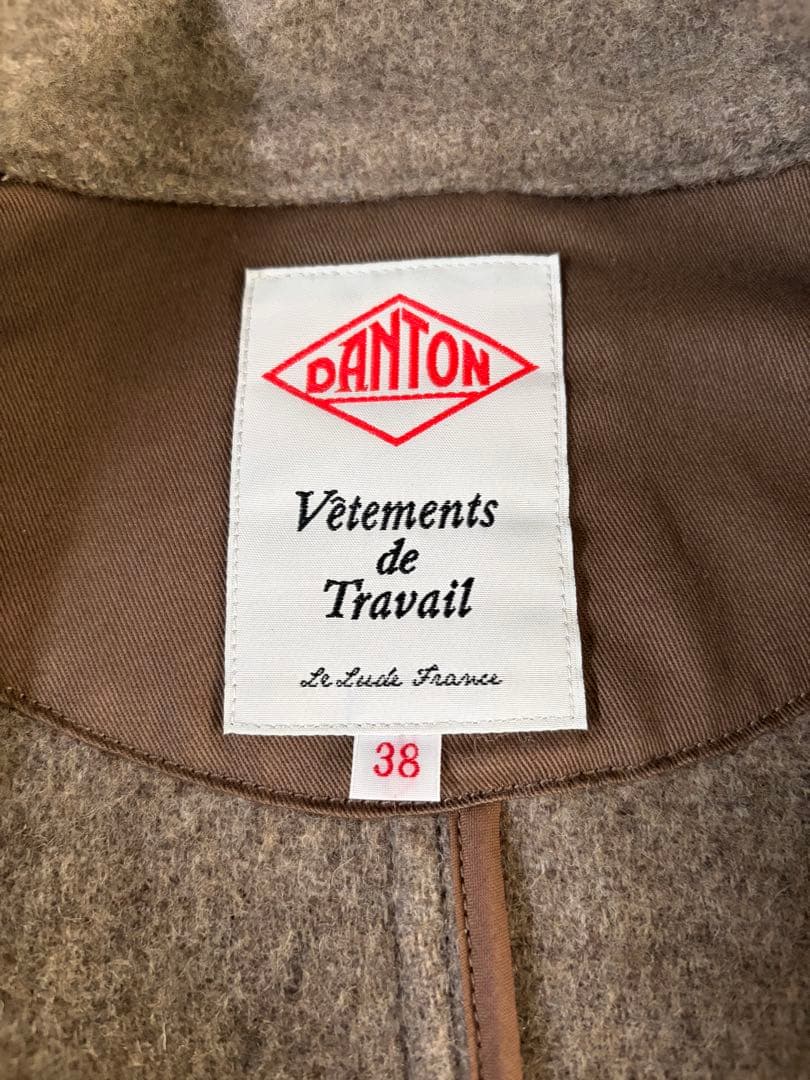 DANTON
Vêtements
de
Travail
Le Lude France
38